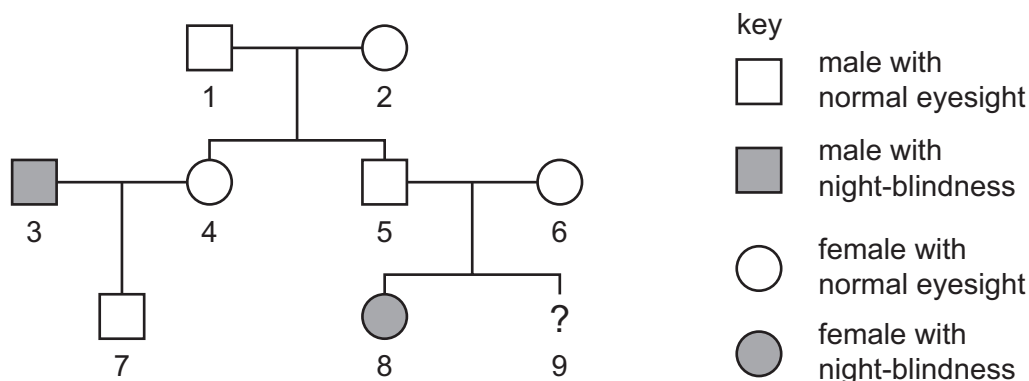 key
male with
normal eyesight
male with
night-blindness
female with
normal eyesight
female with
night-blindness
1
2
3
4
5
6
7
8
?
9